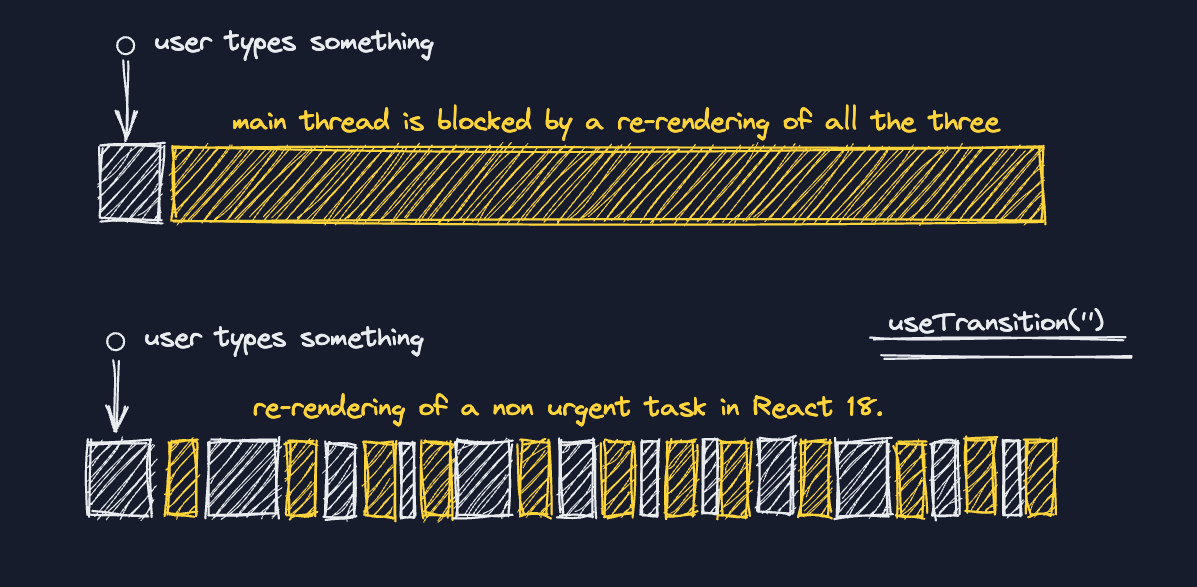 user types something
main thread is blocked by a re-rendering of all the three
user types something
useTransition('')
re-rendering of a non urgent task in React 18.